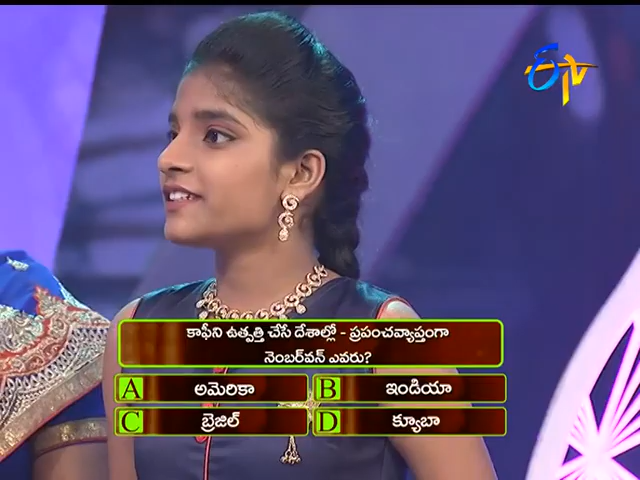 ETV
కాఫీని ఉత్పత్తి చేసే దేశాల్లో - ప్రపంచవ్యాప్తంగా
నెంబర్‌వన్ ఎవరు?
A అమెరికా B ఇండియా
C బ్రెజిల్ D క్యూబా